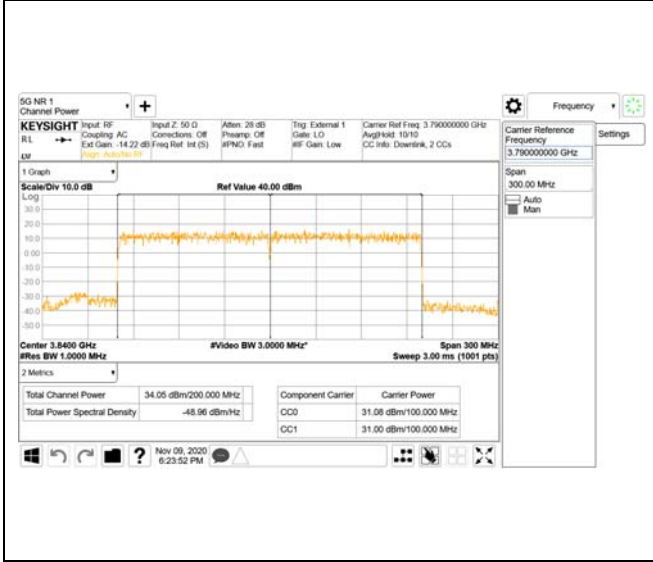 5G NR 1
Channel Power
Frequency
KEYSIGHT
RL
Input: RF
Coupling: AC
Ext Gain: -14.22 dB
Align: Auto/No RF
Input Z: 50 Ω
Corrections: Off
Freq Ref: Int (S)
Atten: 28 dB
Preamp: Off
#PNO: Fast
Trig: External 1
Gate: LO
#IF Gain: Low
Carrier Ref Freq: 3.790000000 GHz
Avg|Hold: 10/10
CC Info: Downlink, 2 CCs
Carrier Reference
Frequency
3.790000000 GHz
Settings
Span
300.00 MHz
Auto
Man
1 Graph
Scale/Div 10.0 dB
Ref Value 40.00 dBm
Log
30.0
20.0
10.0
0.00
-10.0
-20.0
-30.0
-40.0
-50.0
Center 3.8400 GHz
#Video BW 3.0000 MHz*
Span 300 MHz
#Res BW 1.0000 MHz
Sweep 3.00 ms (1001 pts)
2 Metrics
Total Channel Power 34.05 dBm/200.000 MHz
Total Power Spectral Density -48.96 dBm/Hz
Component Carrier Carrier Power
CC0 31.08 dBm/100.000 MHz
CC1 31.00 dBm/100.000 MHz
Nov 09, 2020
6:23:52 PM